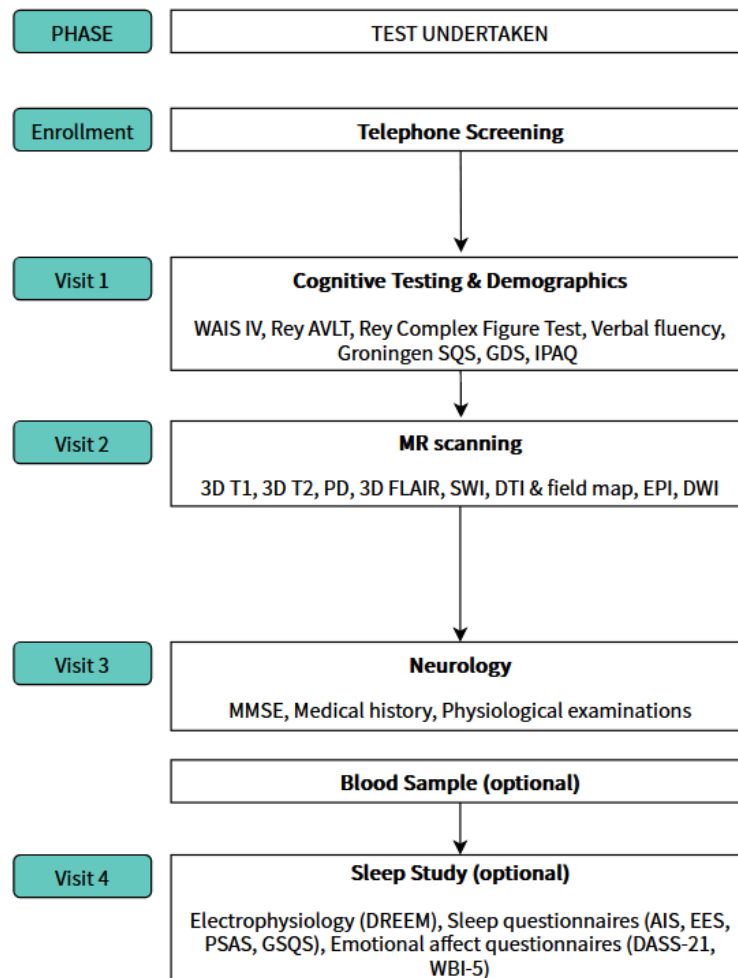 PHASE
TEST UNDERTAKEN
Enrollment
Telephone Screening
Visit 1
Cognitive Testing & Demographics
WAIS IV, Rey AVLT, Rey Complex Figure Test, Verbal fluency,
Groningen SQS, GDS, IPAQ
Visit 2
MR scanning
3D T1, 3D T2, PD, 3D FLAIR, SWI, DTI & field map, EPI, DWI
Visit 3
Neurology
MMSE, Medical history, Physiological examinations
Blood Sample (optional)
Visit 4
Sleep Study (optional)
Electrophysiology (DREEM), Sleep questionnaires (AIS, EES,
PSAS, GSQS), Emotional affect questionnaires (DASS-21,
WBI-5)